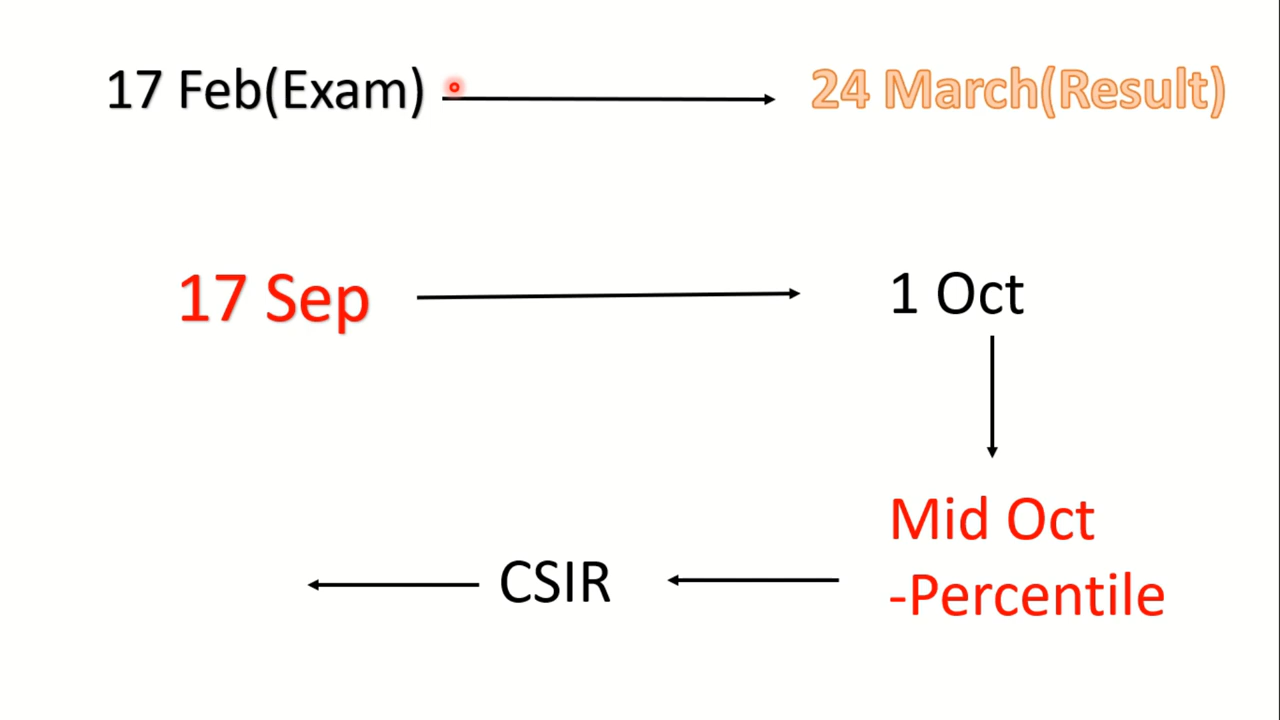 17 Feb(Exam) 24 March(Result)
17 Sep 1 Oct
Mid Oct
CSIR -Percentile